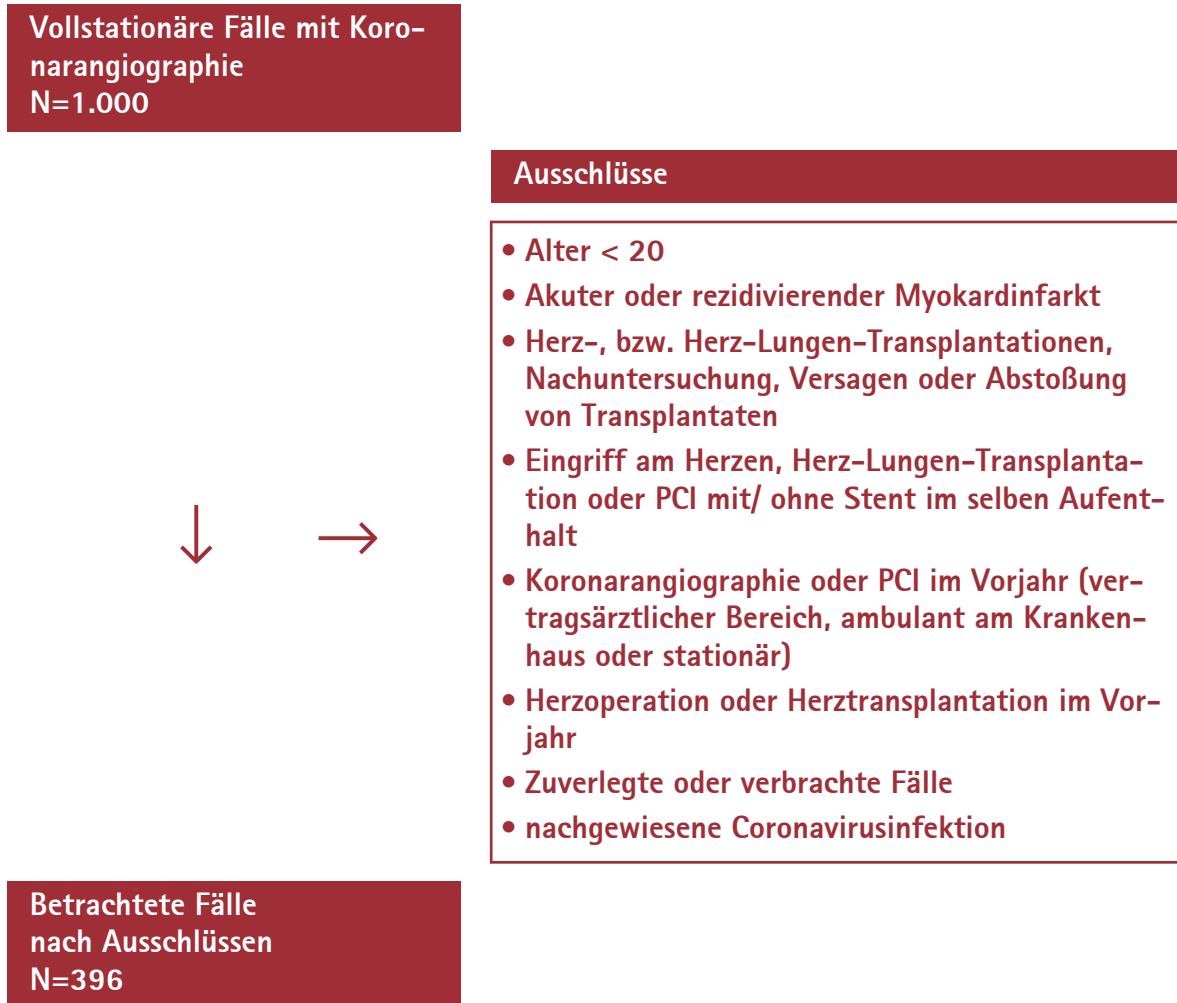 Vollstationäre Fälle mit Koro-
narangiographie
N=1.000
Ausschlüsse
• Alter < 20
• Akuter oder rezidivierender Myokardinfarkt
• Herz-, bzw. Herz-Lungen-Transplantationen,
Nachuntersuchung, Versagen oder Abstoßung
von Transplantaten
• Eingriff am Herzen, Herz-Lungen-Transplanta-
tion oder PCI mit/ ohne Stent im selben Aufent-
halt
• Koronarangiographie oder PCI im Vorjahr (ver-
tragsärztlicher Bereich, ambulant am Kranken-
haus oder stationär)
• Herzoperation oder Herztransplantation im Vor-
jahr
• Zuverlegte oder verbrachte Fälle
• nachgewiesene Coronavirusinfektion
↓ →
Betrachtete Fälle
nach Ausschlüssen
N=396